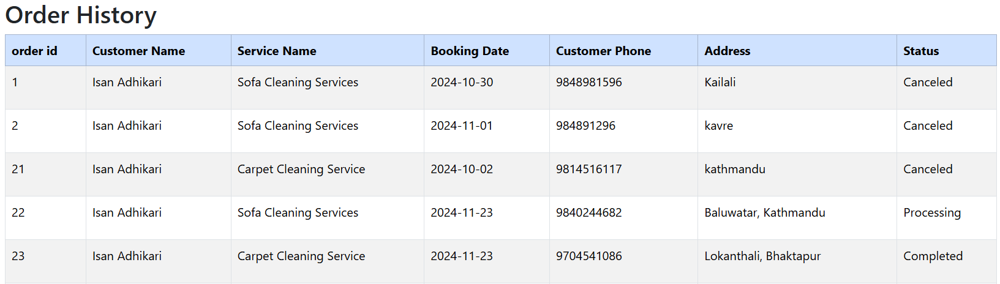 Order History
order id Customer Name Service Name Booking Date Customer Phone Address Status
1 Isan Adhikari Sofa Cleaning Services 2024-10-30 9848981596 Kailali Canceled
2 Isan Adhikari Sofa Cleaning Services 2024-11-01 984891296 kavre Canceled
21 Isan Adhikari Carpet Cleaning Service 2024-10-02 9814516117 kathmandu Canceled
22 Isan Adhikari Sofa Cleaning Services 2024-11-23 9840244682 Baluwatar, Kathmandu Processing
23 Isan Adhikari Carpet Cleaning Service 2024-11-23 9704541086 Lokanthali, Bhaktapur Completed